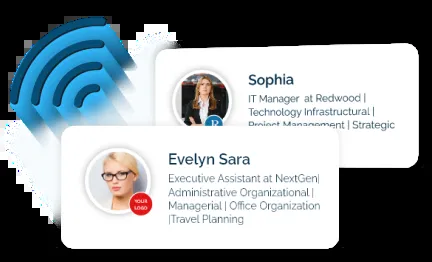 Sophia
IT Manager at Redwood |
Technology Infrastructural |
Project Management | Strategic
Evelyn Sara
Executive Assistant at NextGen|
Administrative Organizational |
Managerial | Office Organization
|Travel Planning
YOUR
LOGO